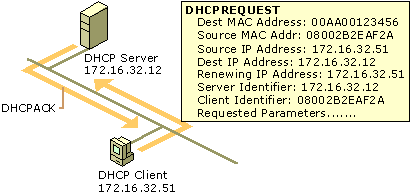 DHCPREQUEST
Dest MAC Address: 00AA00123456
Source MAC Addr: 08002B2EAF2A
Source IP Address: 172.16.32.51
Dest IP Address: 172.16.32.12
Renewing IP Address: 172.16.32.51
Server Identifier: 172.16.32.12
Client Identifier: 08002B2EAF2A
Requested Parameters.......
DHCP Server
172.16.32.12
DHCPACK
DHCP Client
172.16.32.51